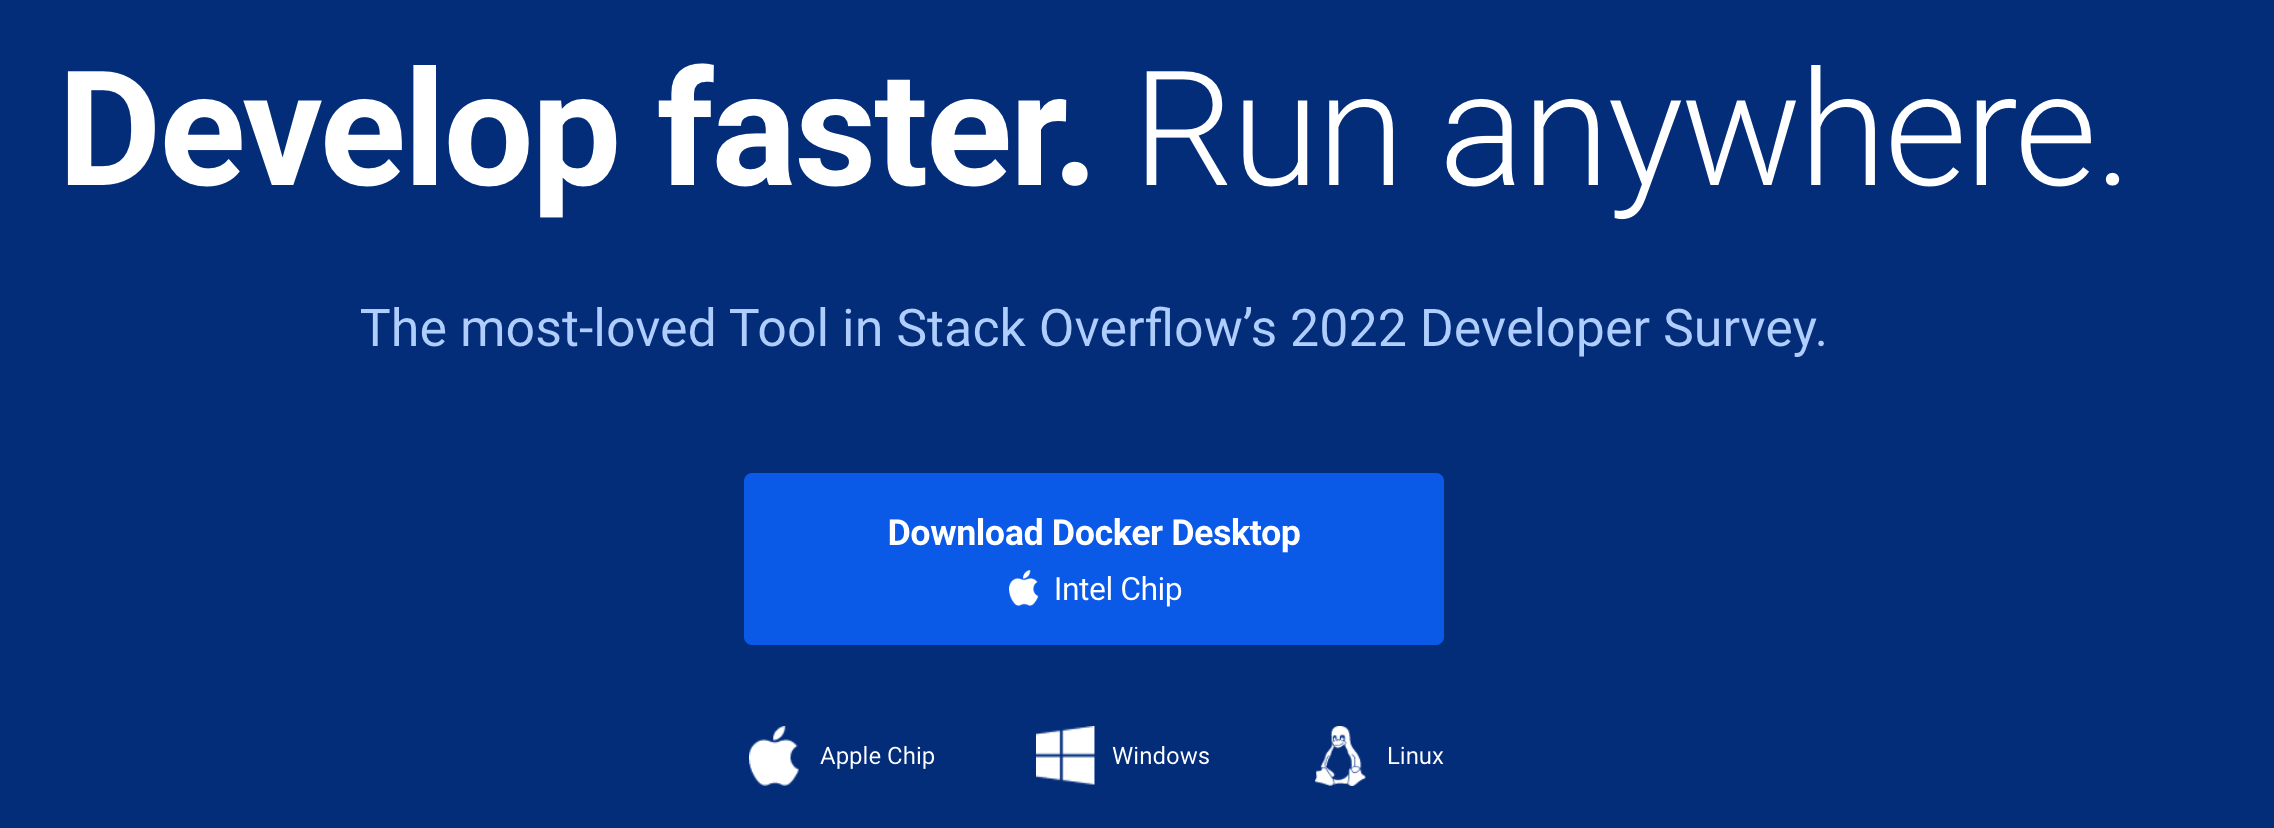 Develop faster. Run anywhere.
The most-loved Tool in Stack Overflow’s 2022 Developer Survey.
Download Docker Desktop
Intel Chip
Apple Chip
Windows
Linux